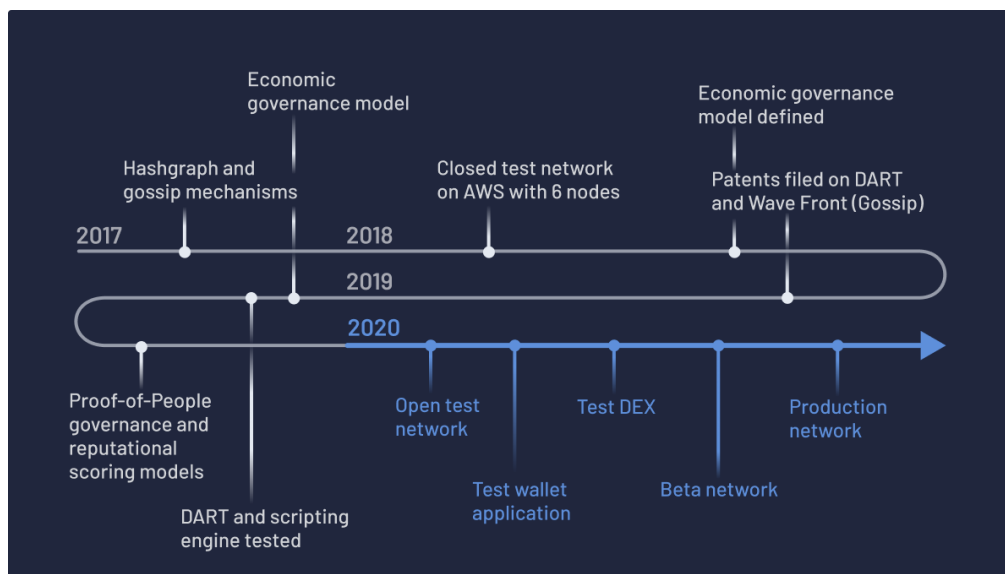 Economic
governance model
Economic governance
model defined
Hashgraph and
gossip mechanisms
Closed test network
on AWS with 6 nodes
Patents filed on DART
and Wave Front (Gossip)
2017
2018
2019
2020
Proof-of-People
governance and
reputational
scoring models
Open test
network
Test DEX
Production
network
Test wallet
application
Beta network
DART and scripting
engine tested